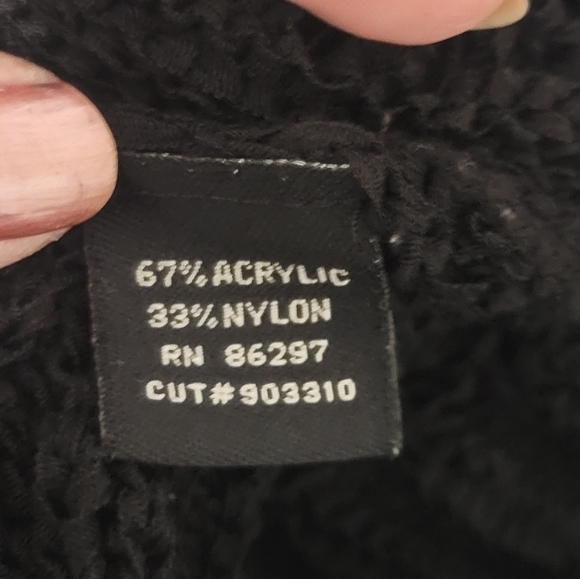 67% ACRYLIC
33% NYLON
RN 86297
CUT# 903310